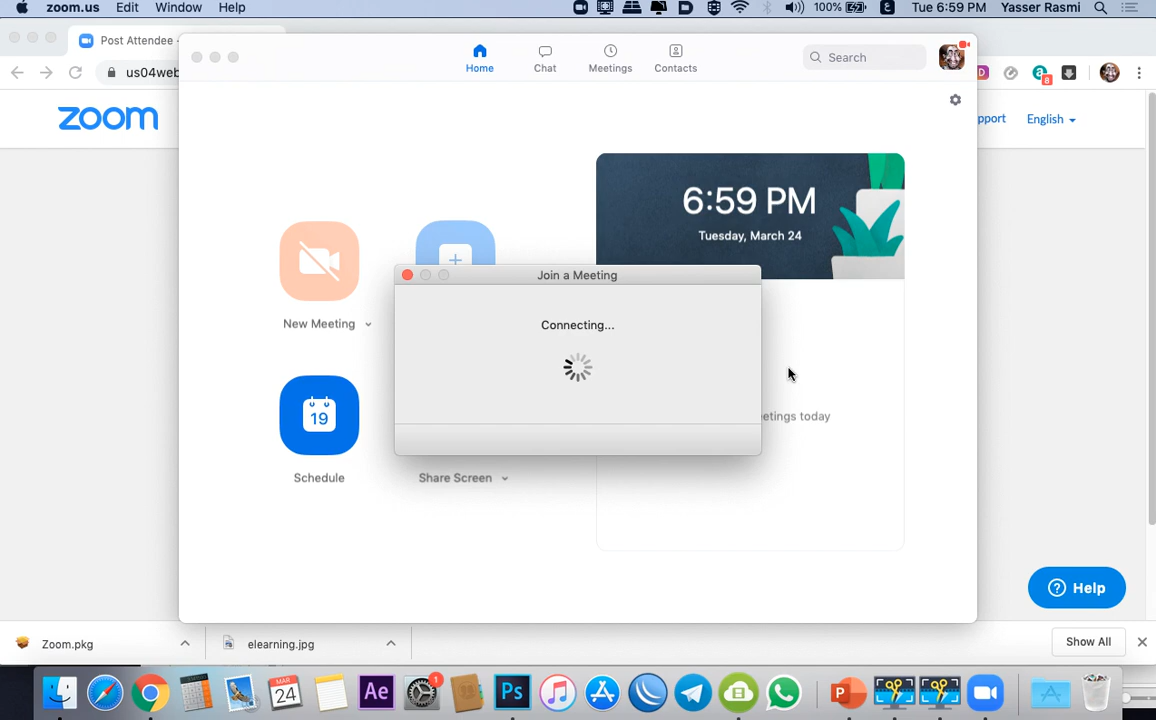 zoom.us Edit Window Help 100% Tue 6:59 PM Yasser Rasmi
Post Attendee -
us04web
Home Chat Meetings Contacts
Search
8
zoom
pport English
6:59 PM
Tuesday, March 24
New Meeting
Join a Meeting
Connecting...
etings today
19
Schedule
Share Screen
Help
Zoom.pkg
elearning.jpg
Show All
MAR
24
Ae
1
Ps
P